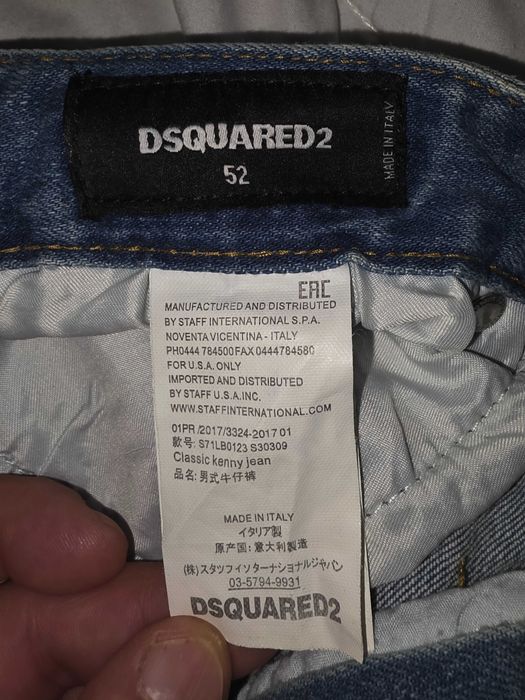 DSQUARED2
52
MADE IN ITALY
EAC
MANUFACTURED AND DISTRIBUTED
BY STAFF INTERNATIONAL S.P.A.
NOVENTA VICENTINA - ITALY
PH0444 784500FAX 0444784580
FOR U.S.A. ONLY
IMPORTED AND DISTRIBUTED
BY STAFF U.S.A.INC.
WWW.STAFFINTERNATIONAL.COM
01PR /2017/3324-2017 01
款号: S71LB0123 S30309
Classic kenny jean
品名: 男式牛仔裤
MADE IN ITALY
イタリア製
原产国: 意大利製造
(株)スタツフイソターナショナルジャパン
03-5794-9931
DSQUARED2